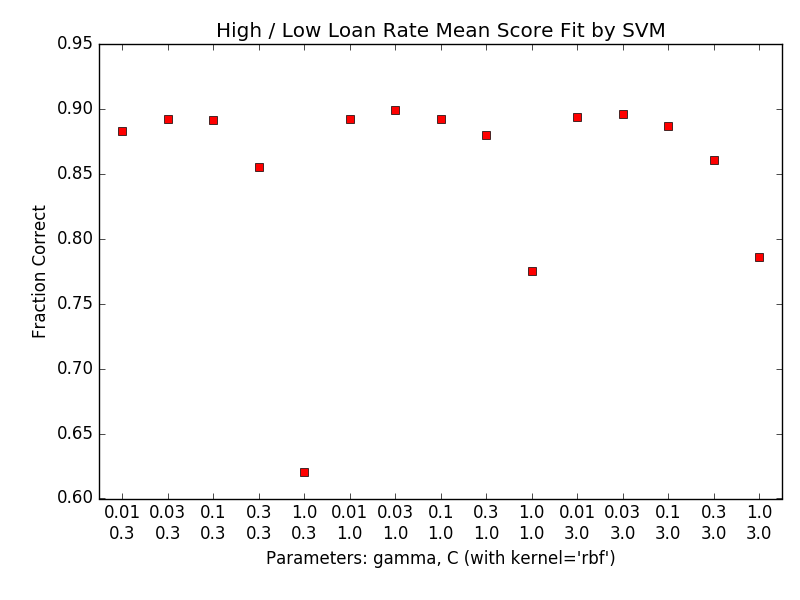 High / Low Loan Rate Mean Score Fit by SVM
0.95
0.90
0.85
0.80
0.75
0.70
0.65
0.60
Fraction Correct
0.01 0.03 0.1 0.3 1.0 0.01 0.03 0.1 0.3 1.0 0.01 0.03 0.1 0.3 1.0
0.3 0.3 0.3 0.3 0.3 1.0 1.0 1.0 1.0 1.0 3.0 3.0 3.0 3.0 3.0
Parameters: gamma, C (with kernel='rbf')